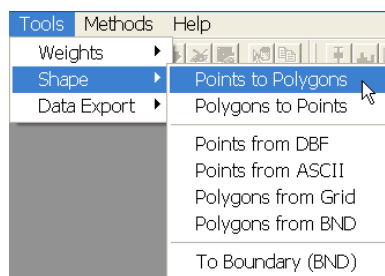 Tools Methods Help
Weights
Shape
Data Export
Points to Polygons
Polygons to Points
Points from DBF
Points from ASCII
Polygons from Grid
Polygons from BND
To Boundary (BND)